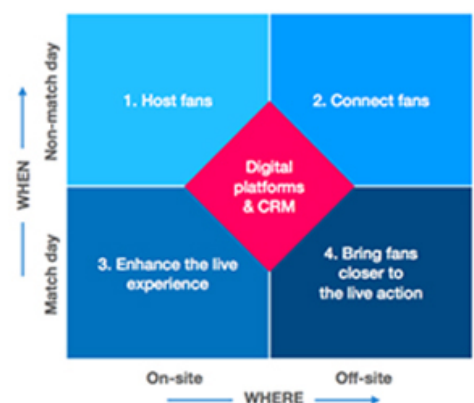 WHEN
Non-match day
Match day
1. Host fans
2. Connect fans
Digital
platforms
& CRM
3. Enhance the live
experience
4. Bring fans
closer to
the live action
On-site
Off-site
WHERE